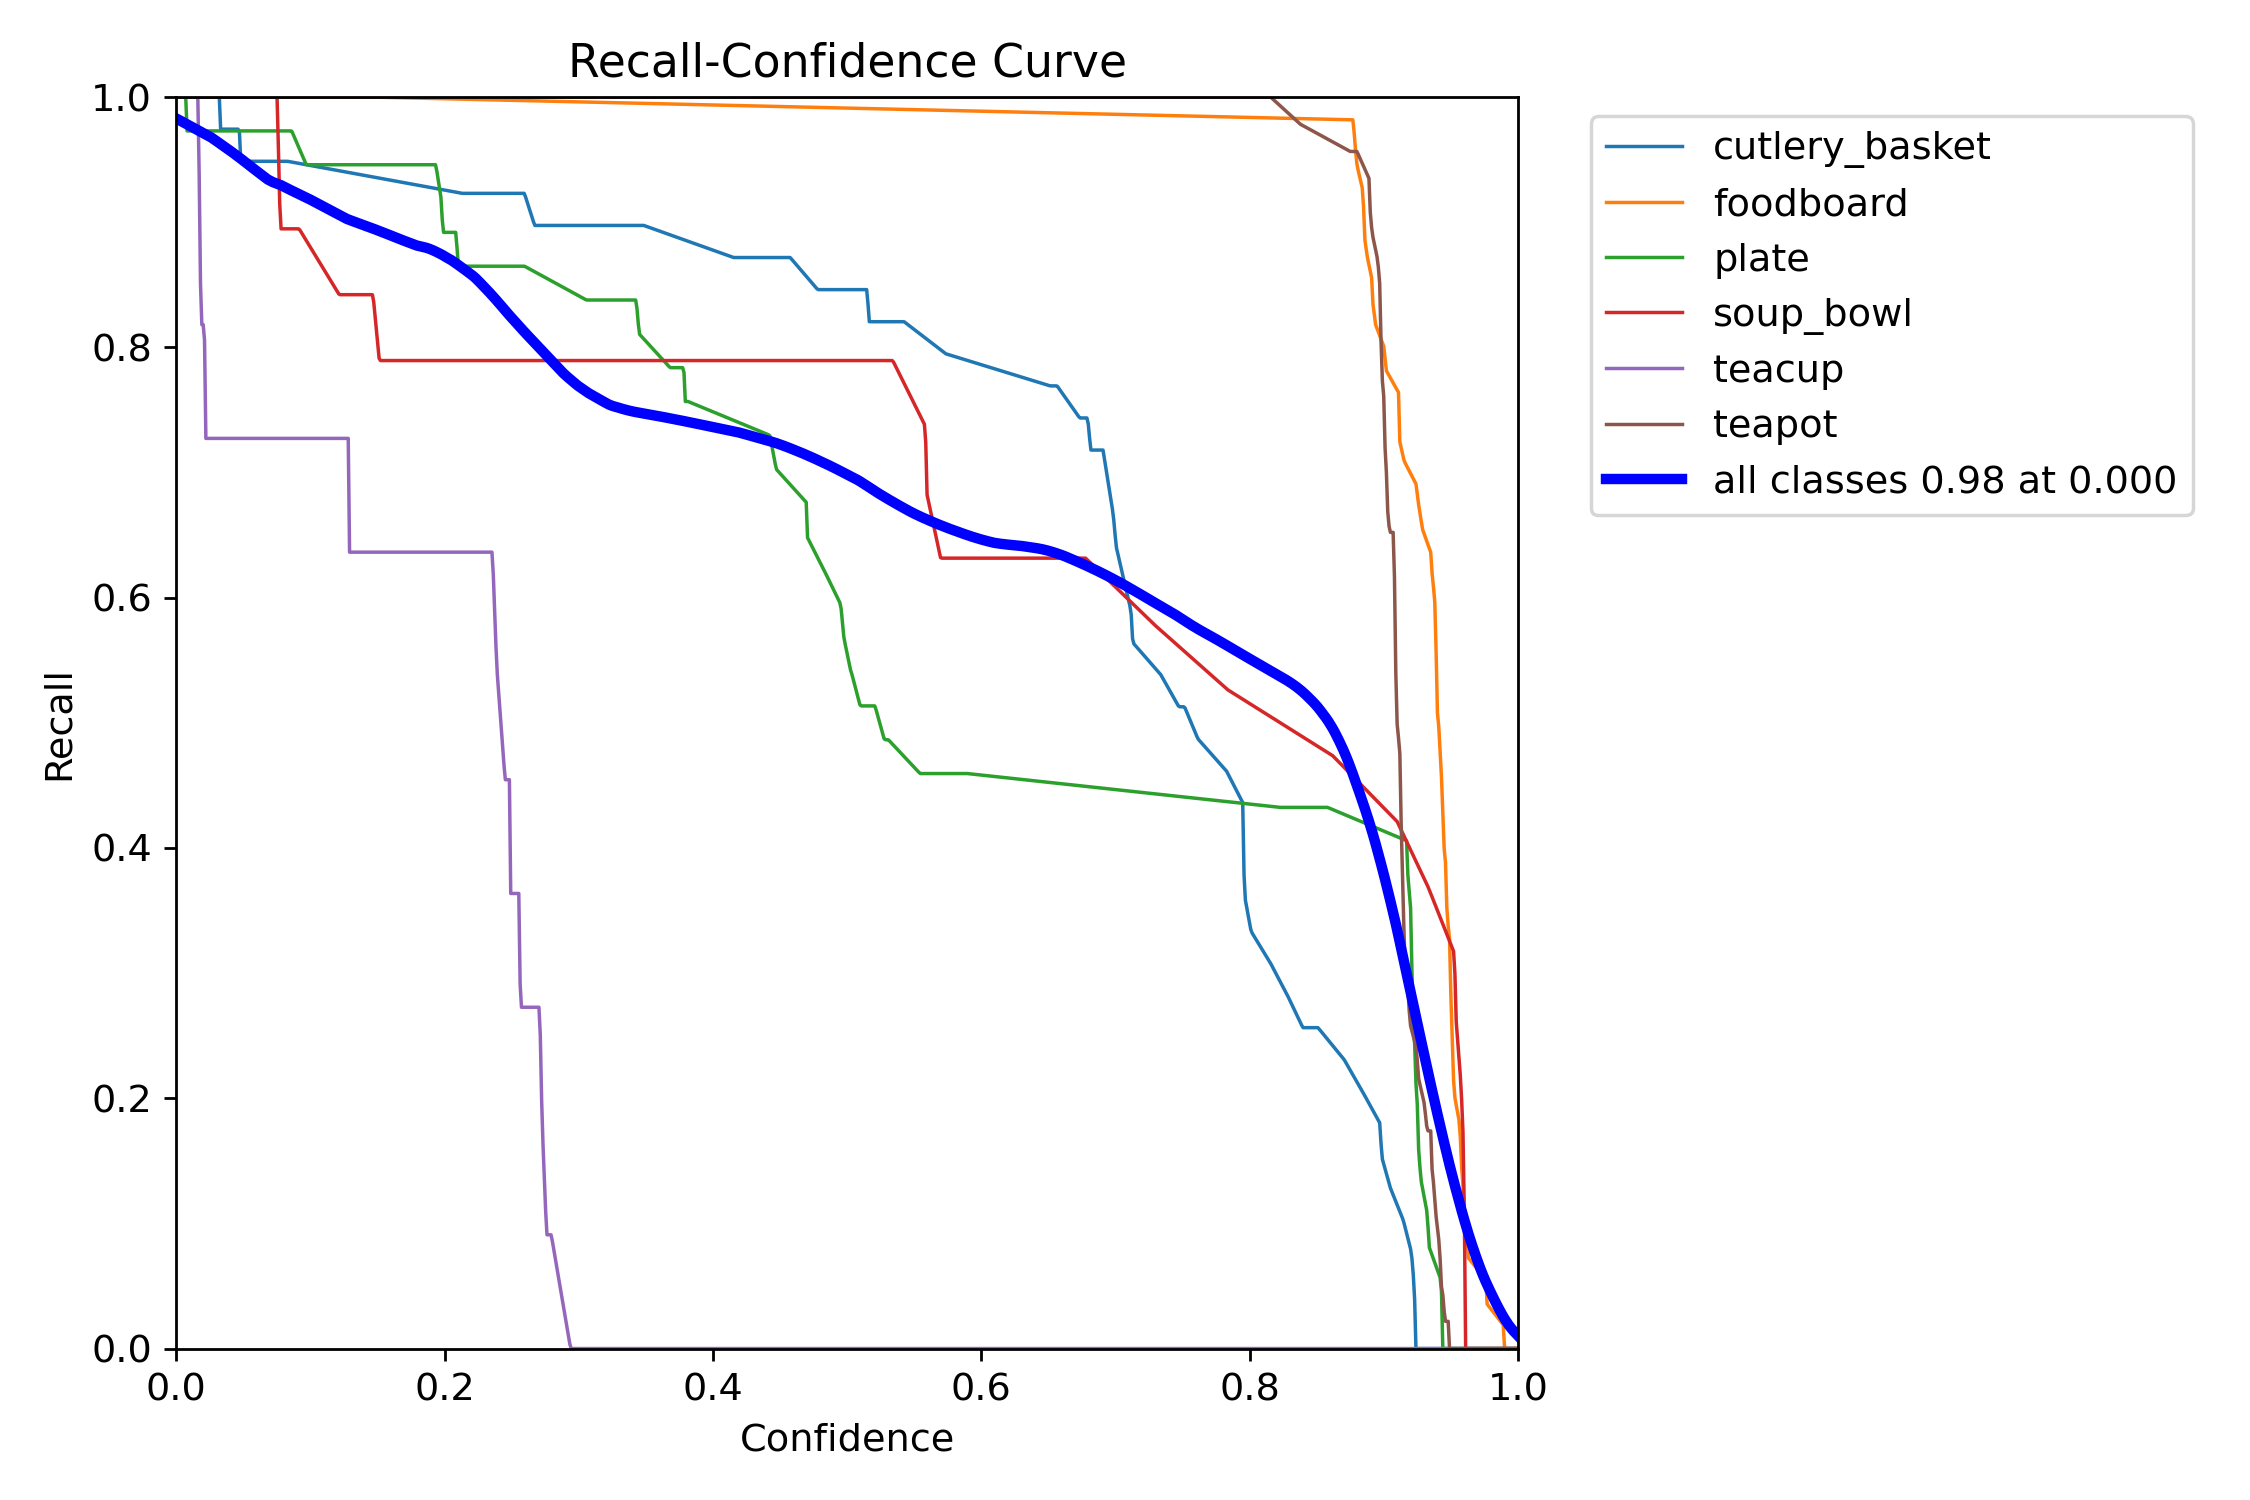 Recall-Confidence Curve
1.0
0.8
0.6
0.4
0.2
0.0
Recall
0.0 0.2 0.4 0.6 0.8 1.0
Confidence
cutlery_basket
foodboard
plate
soup_bowl
teacup
teapot
all classes 0.98 at 0.000